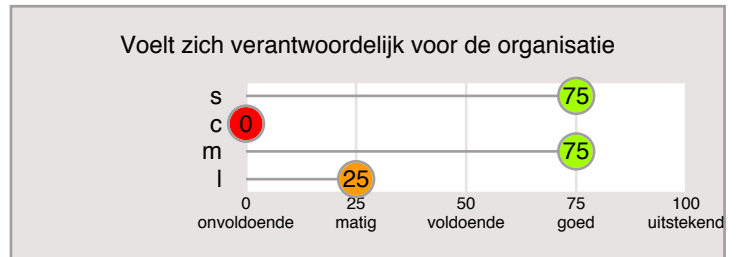 Voelt zich verantwoordelijk voor de organisatie
s 75
c 0
m 75
l 25
0 25 50 75 100
onvoldoende matig voldoende goed uitstekend